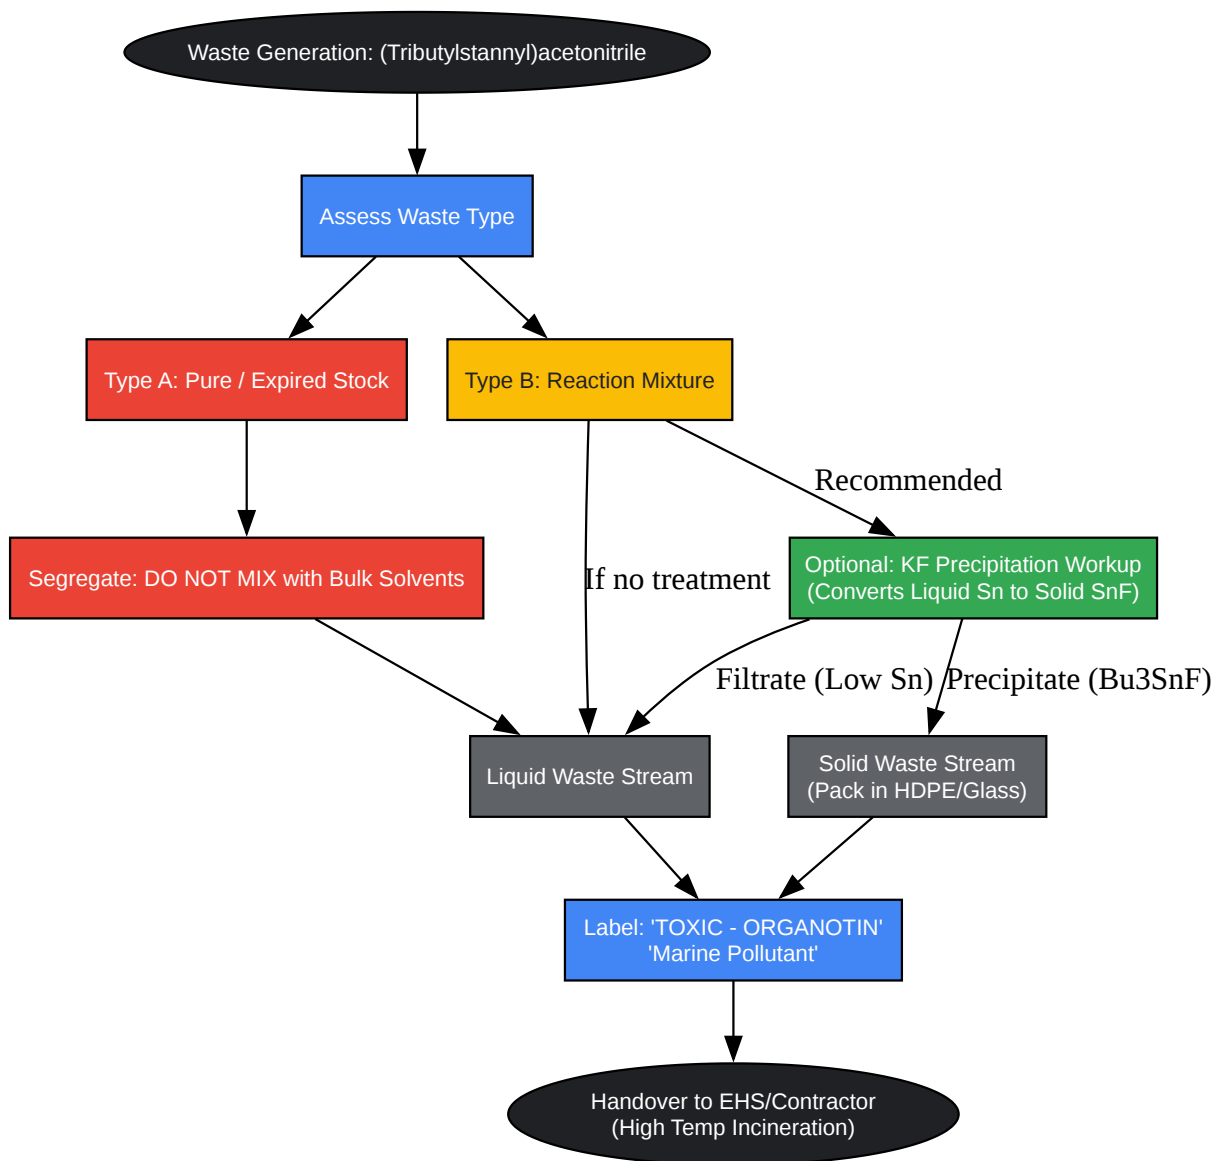 Waste Generation: (Tributylstannyl)acetonitrile
Assess Waste Type
Type A: Pure / Expired Stock
Type B: Reaction Mixture
Recommended
Segregate: DO NOT MIX with Bulk Solvents
If no treatment
Optional: KF Precipitation Workup
(Converts Liquid Sn to Solid SnF)
Filtrate (Low Sn)
Precipitate (Bu3SnF)
Liquid Waste Stream
Solid Waste Stream
(Pack in HDPE/Glass)
Label: 'TOXIC - ORGANOTIN'
'Marine Pollutant'
Handover to EHS/Contractor
(High Temp Incineration)